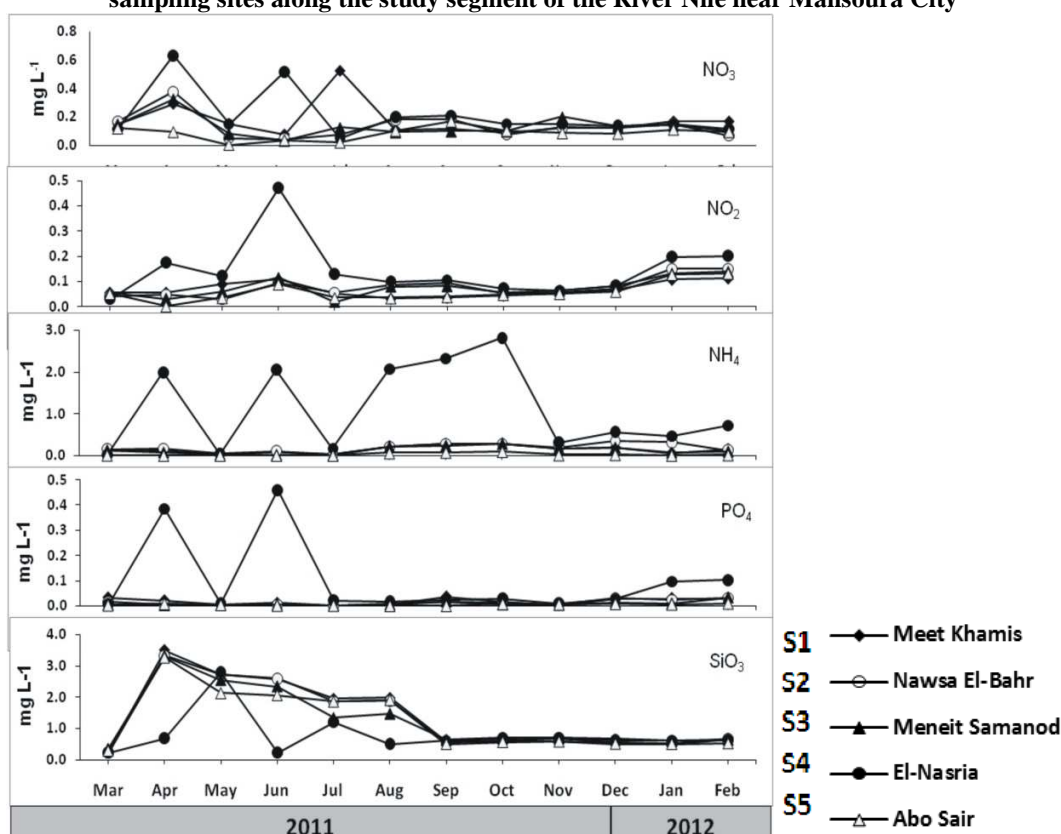 sampling sites along the study segment of the River Nile near Mansoura City
0.8
0.6
0.4
0.2
0.0
mg L⁻¹
NO₃
0.5
0.4
0.3
0.2
0.1
0.0
NO₂
3.0
2.0
1.0
0.0
mg L-1
NH₄
0.5
0.4
0.3
0.2
0.1
0.0
mg L-1
PO₄
4.0
3.0
2.0
1.0
0.0
mg L-1
SiO₃
Mar Apr May Jun Jul Aug Sep Oct Nov Dec Jan Feb
2011 2012
S1 Meet Khamis
S2 Nawsa El-Bahr
S3 Meneit Samanod
S4 El-Nasria
S5 Abo Sair